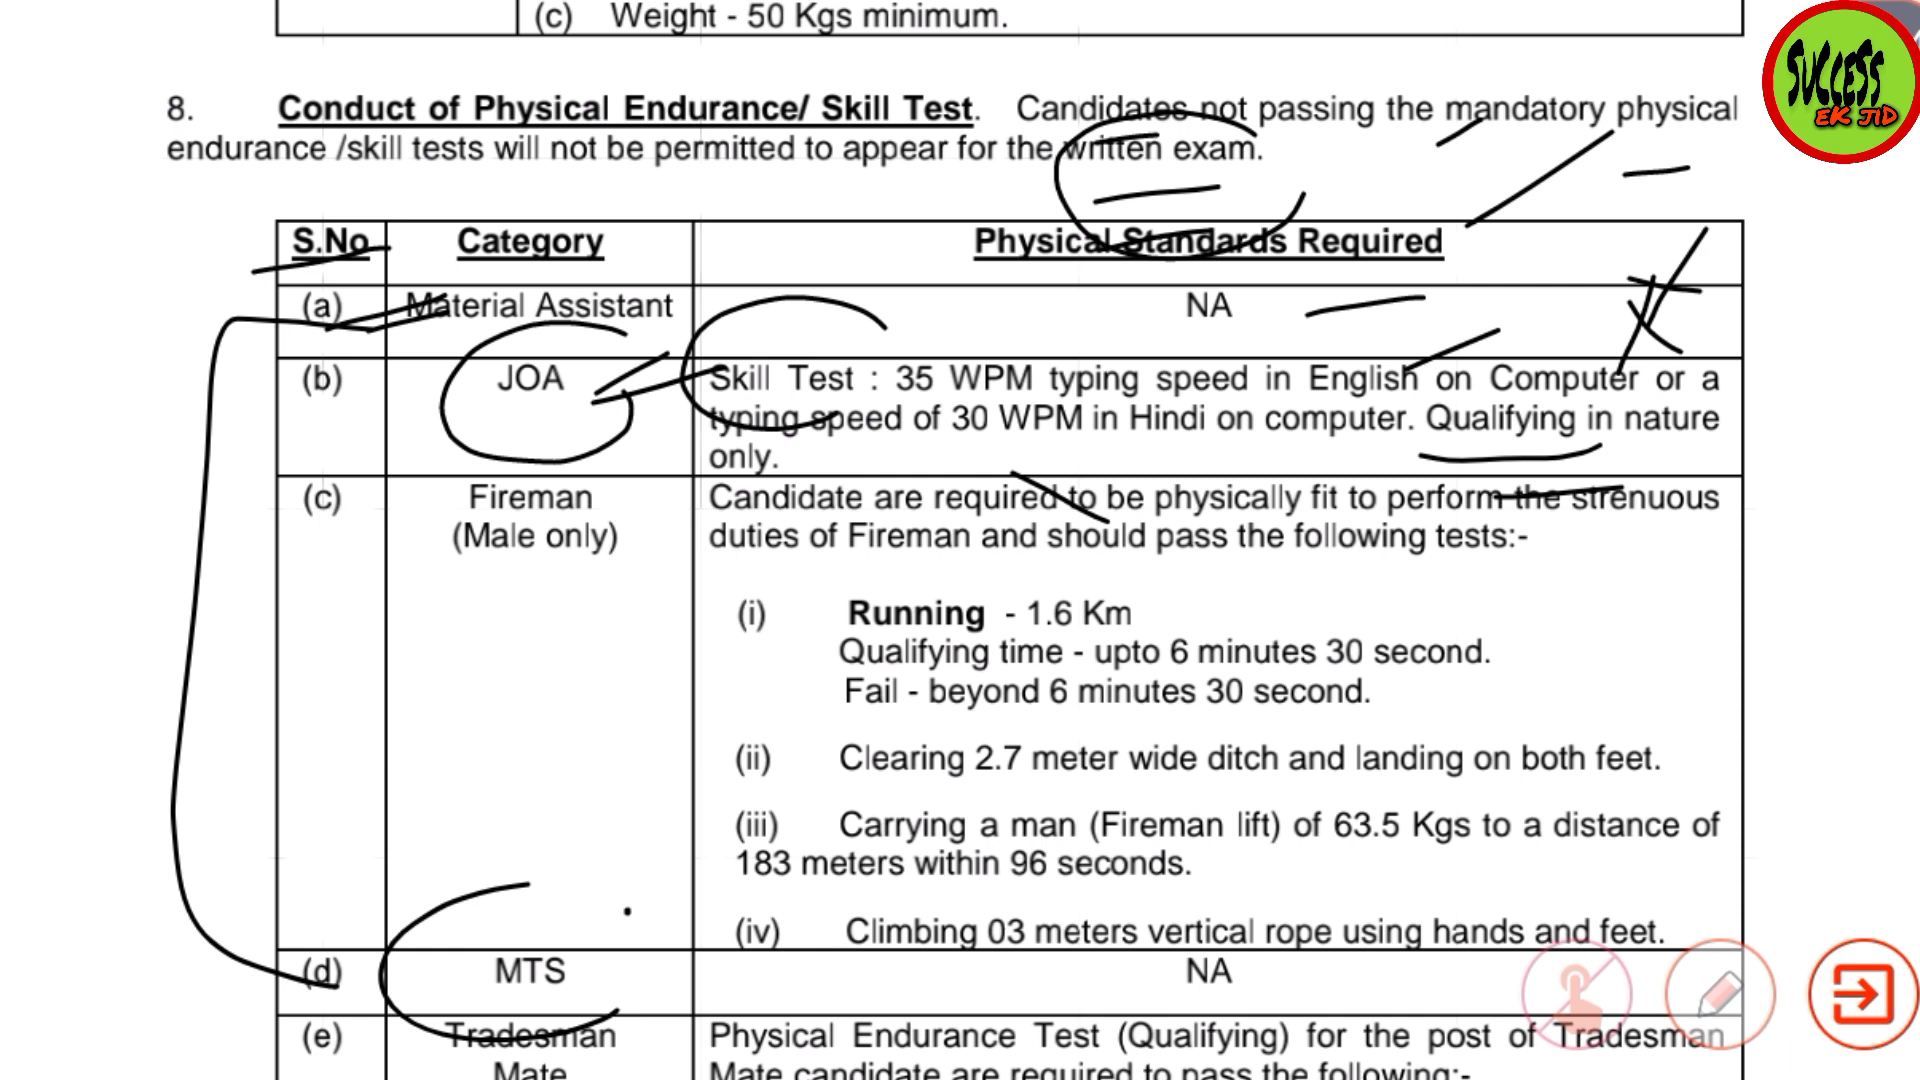 (c) Weight - 50 Kgs minimum.
SUCCESS
EK JID
8. Conduct of Physical Endurance/ Skill Test. Candidates not passing the mandatory physical
endurance /skill tests will not be permitted to appear for the written exam.
S.No Category Physical Standards Required
(a) Material Assistant NA
(b) JOA Skill Test : 35 WPM typing speed in English on Computer or a
typing speed of 30 WPM in Hindi on computer. Qualifying in nature
only.
(c) Fireman Candidate are required to be physically fit to perform the strenuous
(Male only) duties of Fireman and should pass the following tests:-
(i) Running - 1.6 Km
Qualifying time - upto 6 minutes 30 second.
Fail - beyond 6 minutes 30 second.
(ii) Clearing 2.7 meter wide ditch and landing on both feet.
(iii) Carrying a man (Fireman lift) of 63.5 Kgs to a distance of
183 meters within 96 seconds.
(iv) Climbing 03 meters vertical rope using hands and feet.
(d) MTS NA
(e) Tradesman Physical Endurance Test (Qualifying) for the post of Tradesman
Mate Mate candidate are required to pass the following:-